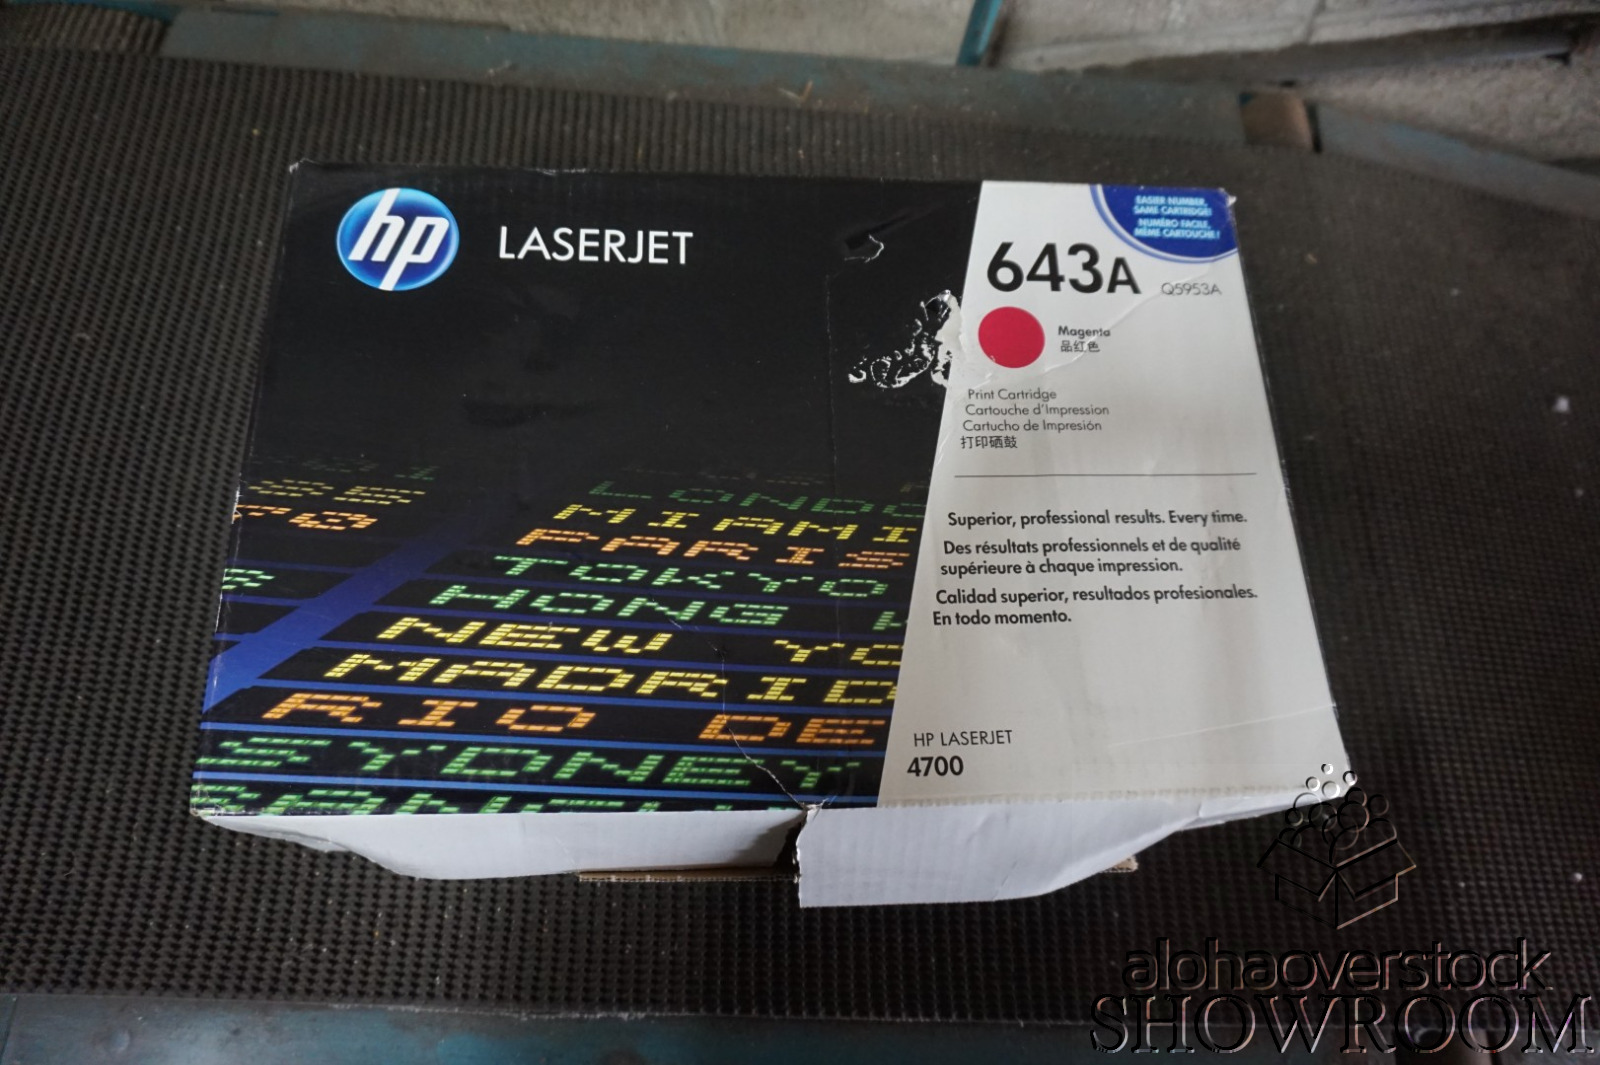 hp
LASERJET
EASIER NUMBER,
SAME CARTRIDGE!
NUMÉRO FACILE,
MÊME CARTOUCHE!
643A
Q5953A
Magenta
品红色
Print Cartridge
Cartouche d'Impression
Cartucho de Impresión
打印硒鼓
Superior, professional results. Every time.
Des résultats professionnels et de qualité
supérieure à chaque impression.
Calidad superior, resultados profesionales.
En todo momento.
HP LASERJET
4700
LONDO
MIAMI
PARIS
TOKYO
HONG K
NEW YO
MADRID
RIO DE
SYDNEY
alohaoverstock
SHOWROOM